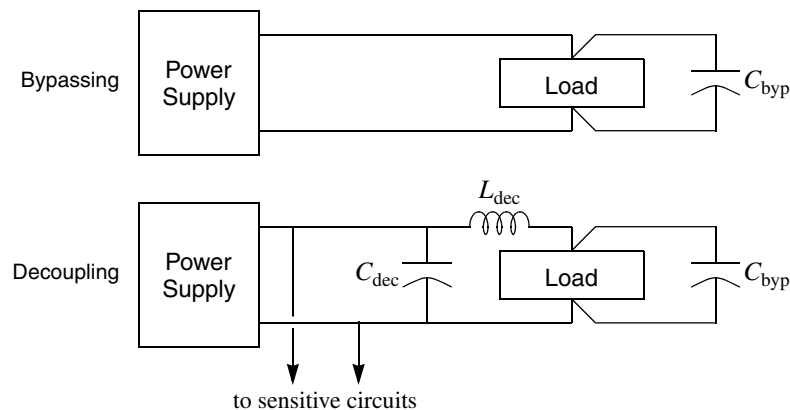 Bypassing
Power
Supply
Load
C_byp
Decoupling
Power
Supply
L_dec
C_dec
Load
C_byp
to sensitive circuits